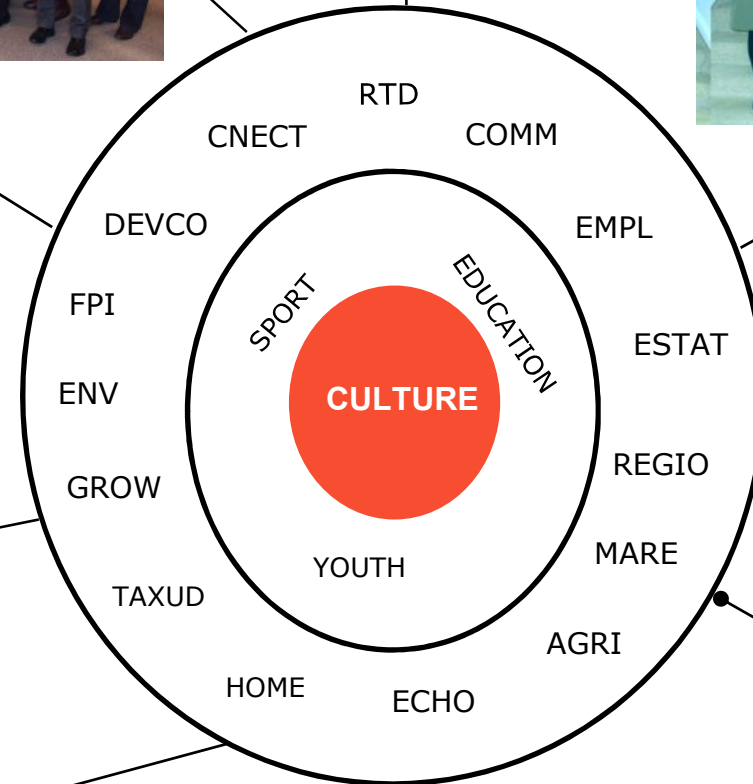 RTD
CNECT
COMM
DEVCO
EMPL
FPI
SPORT
EDUCATION
ESTAT
ENV
CULTURE
REGIO
GROW
MARE
YOUTH
TAXUD
AGRI
HOME
ECHO